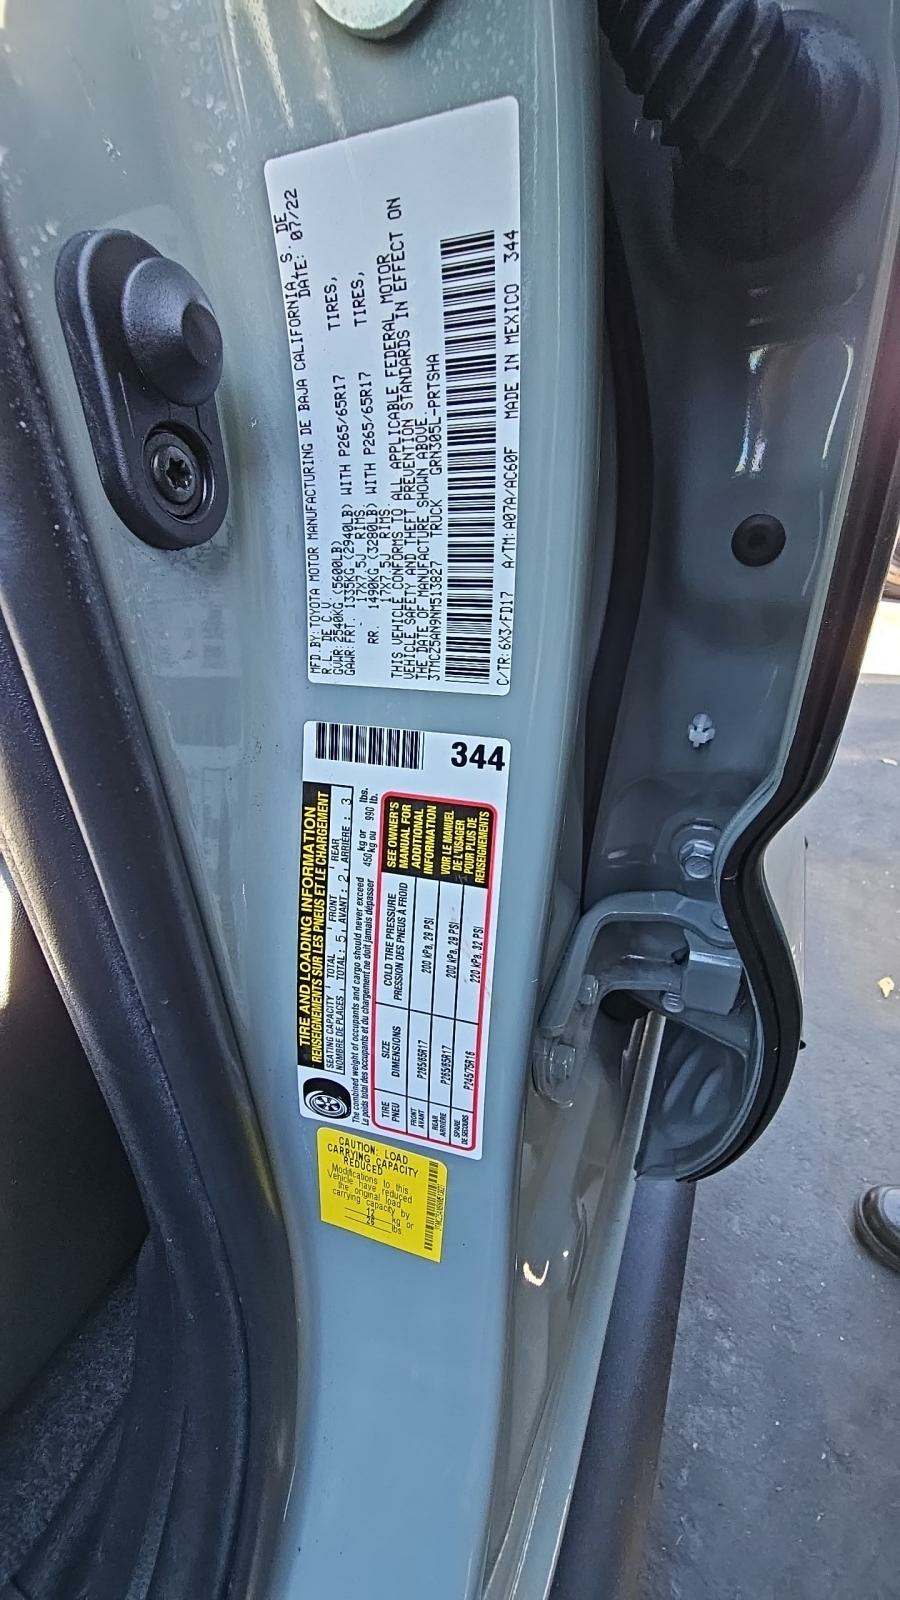 MFD.BY:TOYOTA MOTOR MANUFACTURING DE BAJA CALIFORNIA, S. DE
R. L. DE C.V. DATE: 07/22
GVWR:2540KG(5600LB)
GAWR:FRT. 1335KG (2940LB) WITH P265/65R17 TIRES,
17X7.5J RIMS
RR. 1490KG (3280LB) WITH P265/65R17 TIRES,
17X7.5J RIMS.
THIS VEHICLE CONFORMS TO ALL APPLICABLE FEDERAL MOTOR
VEHICLE SAFETY AND THEFT PREVENTION STANDARDS IN EFFECT ON
THE DATE OF MANUFACTURE SHOWN ABOVE.
3TMCZ5AN9NM513827 TRUCK GRN305L-PRTSHA
C/TR:6X3/FD17 A/TM:A07A/AC60F MADE IN MEXICO 344
344
TIRE AND LOADING INFORMATION
RENSEIGNEMENTS SUR LES PNEUS ET LE CHARGEMENT
SEATING CAPACITY TOTAL FRONT REAR
NOMBRE DE PLACES TOTAL: 5 AVANT: 2 ARRIÈRE: 3
The combined weight of occupants and cargo should never exceed 450 kg or 990 lbs.
Le poids total des occupants et du chargement ne doit jamais dépasser kg ou lb.
TIRE SIZE COLD TIRE PRESSURE
PNEU DIMENSIONS PRESSION DES PNEUS À FROID
FRONT
AVANT P265/65R17 200 kPa, 29 PSI
REAR
ARRIÈRE P265/65R17 200 kPa, 29 PSI
SPARE
DE SECOURS P245/75R16 220 kPa, 32 PSI
SEE OWNER'S
MANUAL FOR
ADDITIONAL
INFORMATION
VOIR LE MANUEL
DE L'USAGER
POUR PLUS DE
RENSEIGNEMENTS
CAUTION: LOAD
CARRYING CAPACITY
REDUCED
Modifications to this
Vehicle have reduced
the original load
carrying capacity by
12 kg or
26 lbs